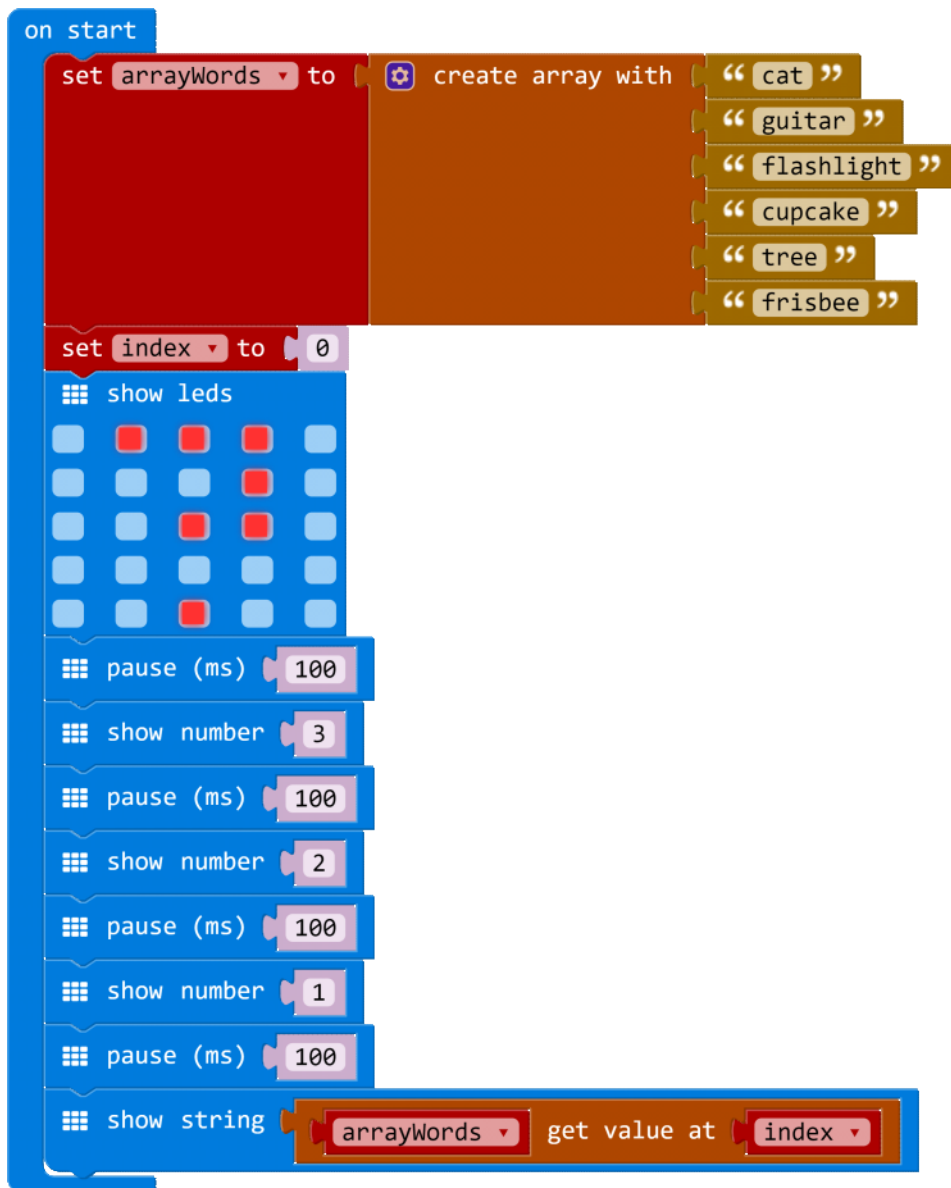 on start
set arrayWords to create array with “ cat ”
“ guitar ”
“ flashlight ”
“ cupcake ”
“ tree ”
“ frisbee ”
set index to 0
show leds
pause (ms) 100
show number 3
pause (ms) 100
show number 2
pause (ms) 100
show number 1
pause (ms) 100
show string arrayWords get value at index